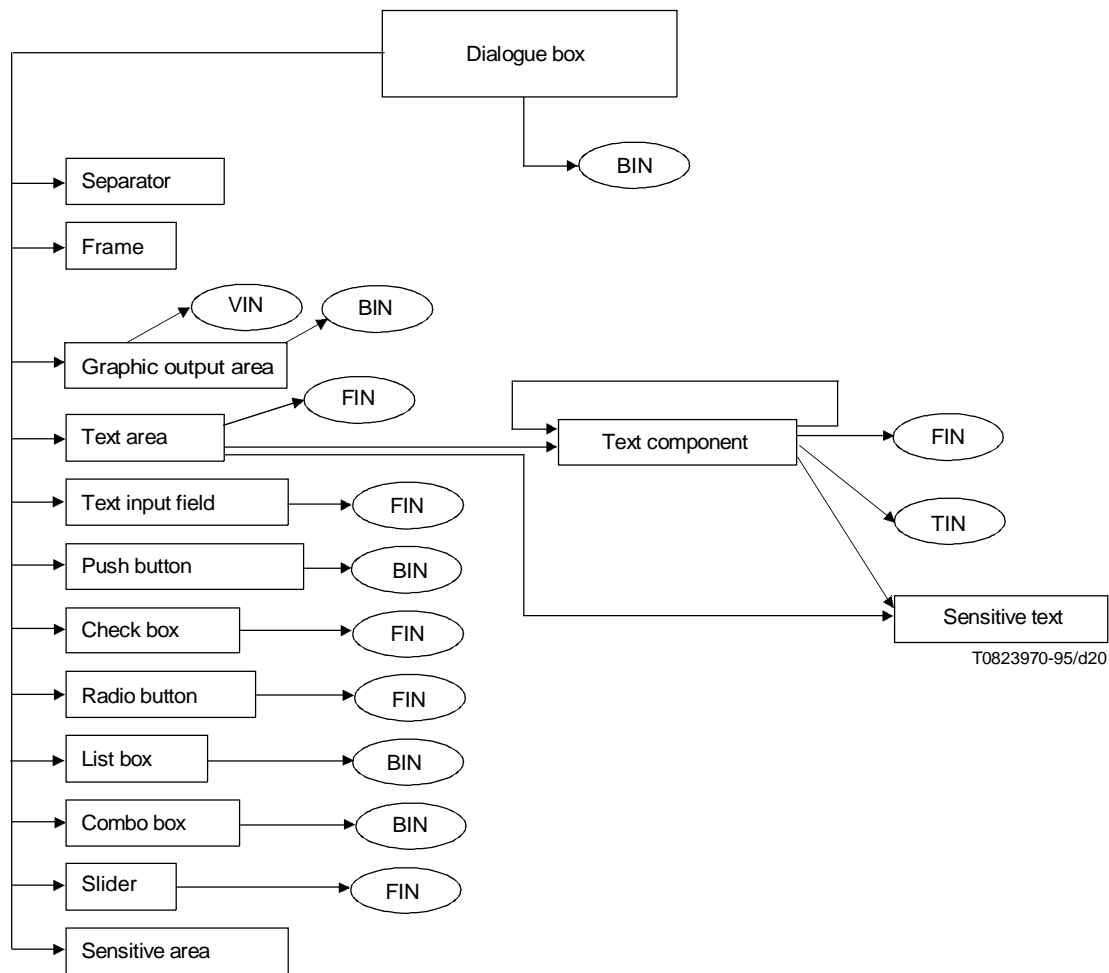 Dialogue box
BIN
Separator
Frame
VIN
BIN
Graphic output area
FIN
Text area
Text component
FIN
Text input field
FIN
TIN
Push button
BIN
Check box
FIN
Sensitive text
T0823970-95/d20
Radio button
FIN
List box
BIN
Combo box
BIN
Slider
FIN
Sensitive area